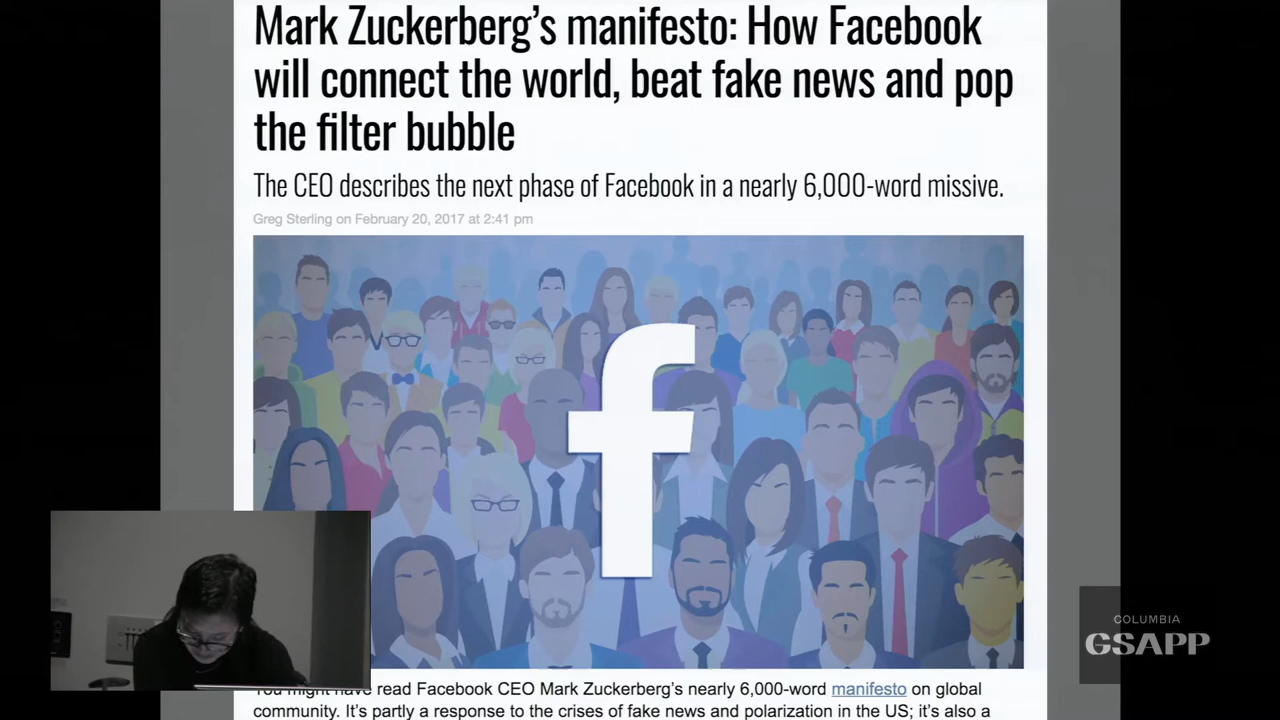 Mark Zuckerberg’s manifesto: How Facebook
will connect the world, beat fake news and pop
the filter bubble
The CEO describes the next phase of Facebook in a nearly 6,000-word missive.
Greg Sterling on February 20, 2017 at 2:41 pm
f
COLUMBIA
GSAPP
You might have read Facebook CEO Mark Zuckerberg’s nearly 6,000-word manifesto on global
community. It’s partly a response to the crises of fake news and polarization in the US; it’s also a